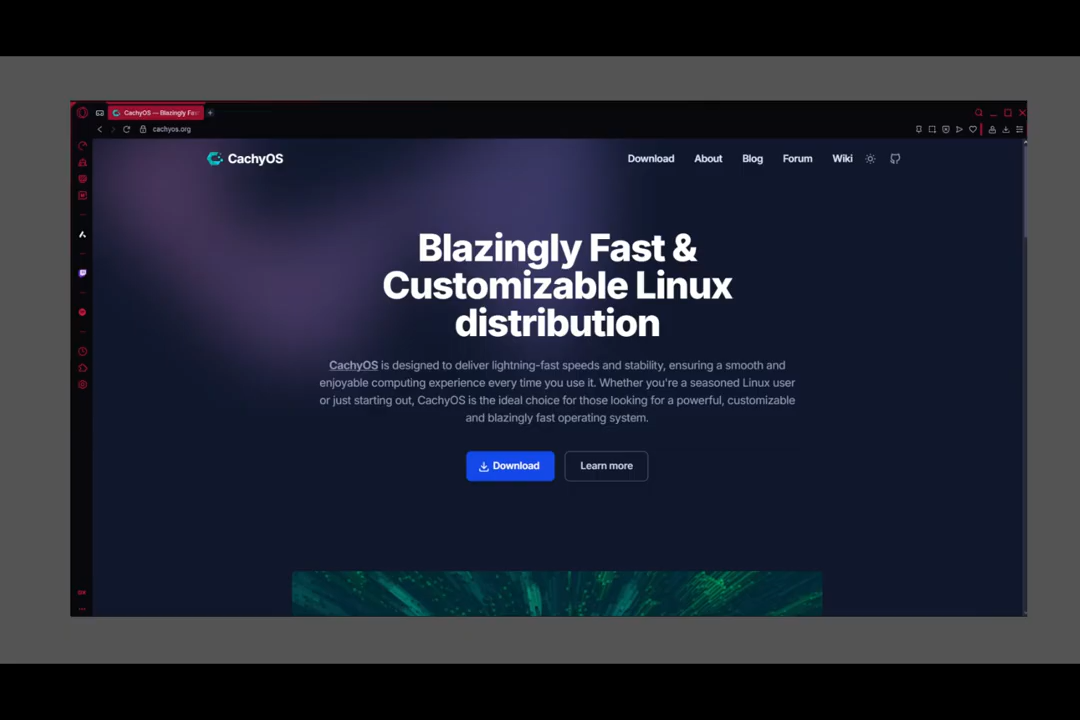 CachyOS — Blazingly Fas
cachyos.org
CachyOS
Download
About
Blog
Forum
Wiki
Blazingly Fast &
Customizable Linux
distribution
CachyOS is designed to deliver lightning-fast speeds and stability, ensuring a smooth and
enjoyable computing experience every time you use it. Whether you're a seasoned Linux user
or just starting out, CachyOS is the ideal choice for those looking for a powerful, customizable
and blazingly fast operating system.
Download
Learn more